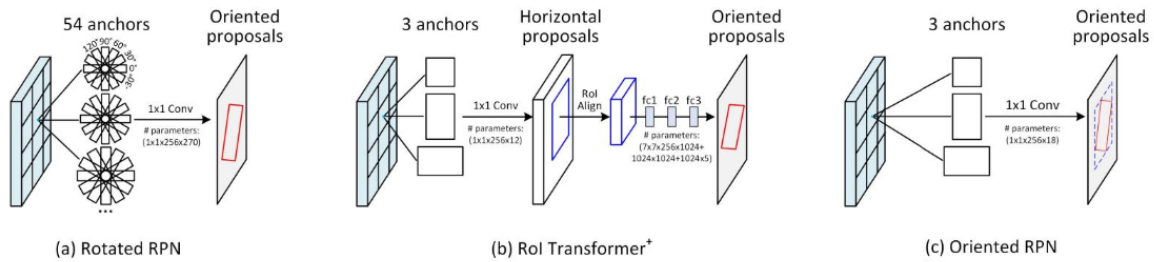 54 anchors
120° 90° 60° 30° 0° -30°
Oriented
proposals
1x1 Conv
# parameters:
(1x1x256x270)
...
(a) Rotated RPN
3 anchors
1x1 Conv
# parameters:
(1x1x256x12)
Horizontal
proposals
RoI
Align
fc1 fc2 fc3
# parameters:
(7x7x256x1024+
1024x1024+1024x5)
Oriented
proposals
(b) RoI Transformer+
3 anchors
1x1 Conv
# parameters:
(1x1x256x18)
Oriented
proposals
(c) Oriented RPN